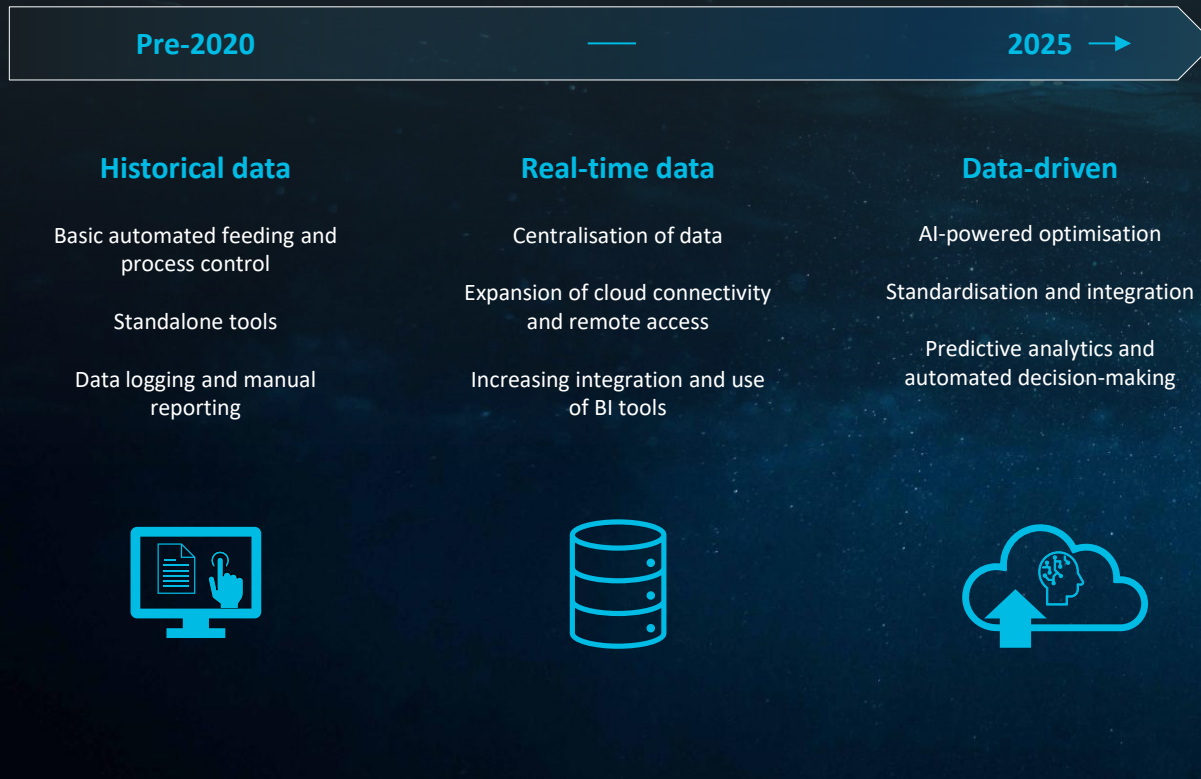 Pre-2020
2025
Historical data
Basic automated feeding and
process control
Standalone tools
Data logging and manual
reporting
Real-time data
Centralisation of data
Expansion of cloud connectivity
and remote access
Increasing integration and use
of BI tools
Data-driven
AI-powered optimisation
Standardisation and integration
Predictive analytics and
automated decision-making